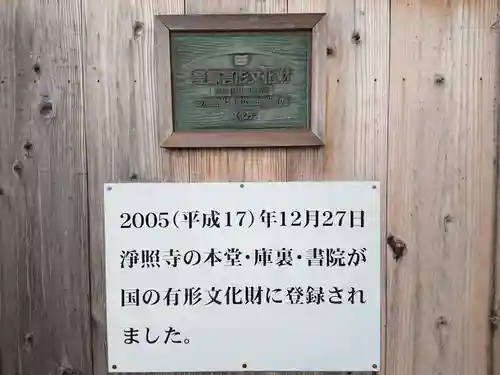 登録有形文化財
2005(平成17)年12月27日
淨照寺の本堂・庫裏・書院が
国の有形文化財に登録され
ました。